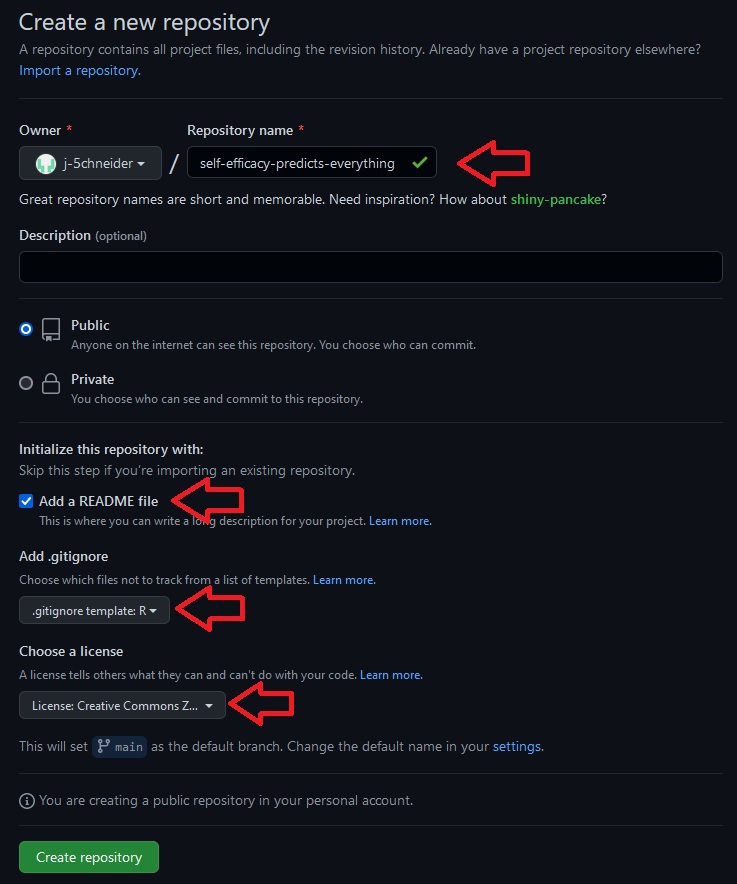 Create a new repository
A repository contains all project files, including the revision history. Already have a project repository elsewhere?
Import a repository.
Owner *
Repository name *
j-5chneider
/
self-efficacy-predicts-everything
Great repository names are short and memorable. Need inspiration? How about shiny-pancake?
Description (optional)
Public
Anyone on the internet can see this repository. You choose who can commit.
Private
You choose who can see and commit to this repository.
Initialize this repository with:
Skip this step if you're importing an existing repository.
Add a README file
This is where you can write a long description for your project. Learn more.
Add .gitignore
Choose which files not to track from a list of templates. Learn more.
.gitignore template: R
Choose a license
A license tells others what they can and can't do with your code. Learn more.
License: Creative Commons Z...
This will set main as the default branch. Change the default name in your settings.
You are creating a public repository in your personal account.
Create repository